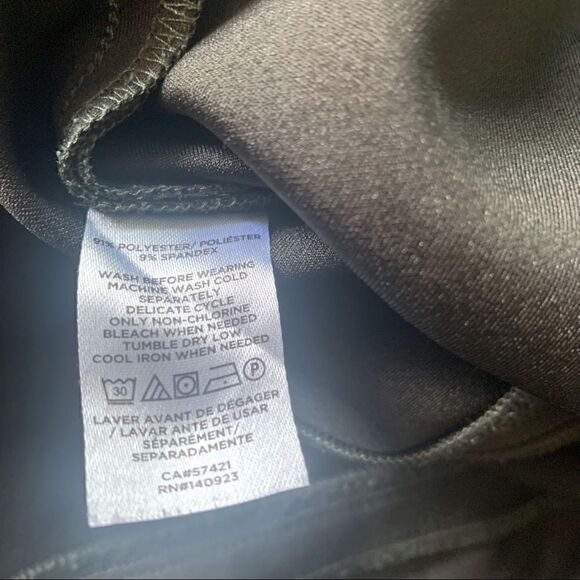 91% POLYESTER/ POLIÉSTER
9% SPANDEX
WASH BEFORE WEARING
MACHINE WASH COLD
SEPARATELY
DELICATE CYCLE
ONLY NON-CHLORINE
BLEACH WHEN NEEDED
TUMBLE DRY LOW
COOL IRON WHEN NEEDED
30 P
LAVER AVANT DE DÉGAGER
/ LAVAR ANTE DE USAR
SÉPARÉMENT/
SEPARADAMENTE
CA#57421
RN#140923